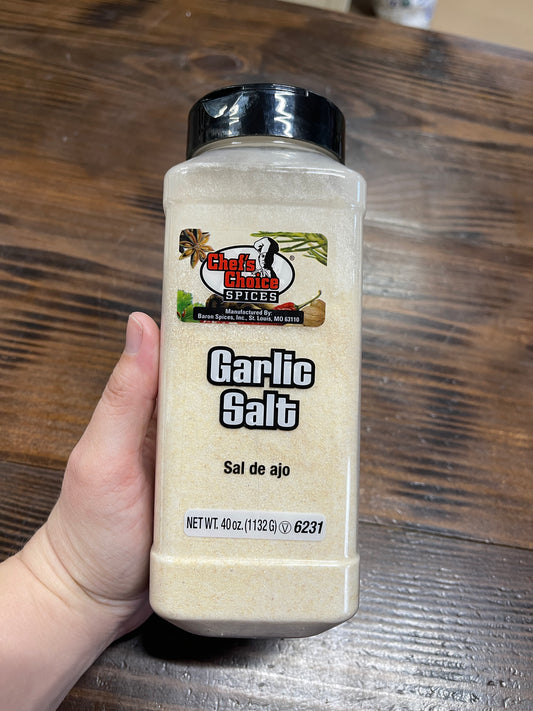 Chef's
Choice
®
SPICES
Manufactured By:
Baron Spices, Inc., St. Louis, MO 63110
Garlic
Salt
Sal de ajo
NET WT. 40 oz. (1132 G) Ⓥ 6231